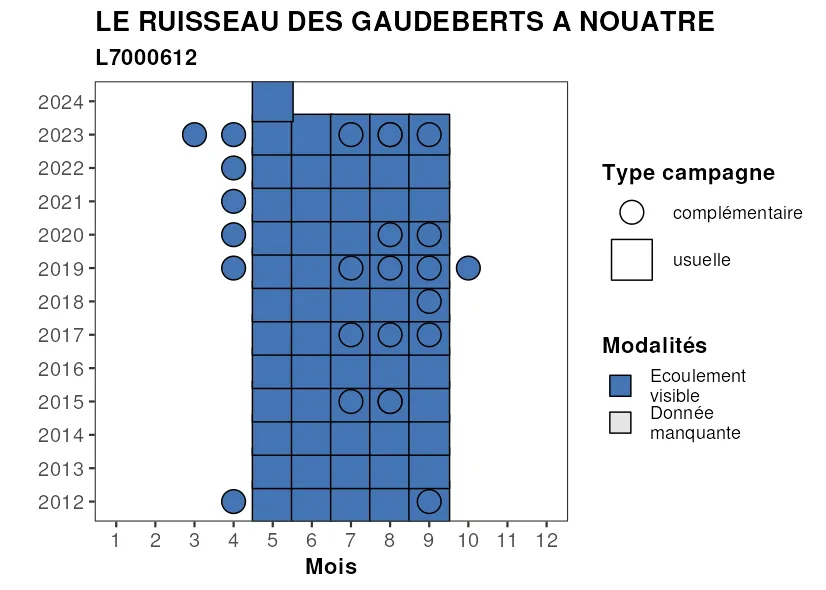 LE RUISSEAU DES GAUDEBERTS A NOUATRE
L7000612
2024
2023
2022
2021
2020
2019
2018
2017
2016
2015
2014
2013
2012
1 2 3 4 5 6 7 8 9 10 11 12
Mois
Type campagne
complémentaire
usuelle
Modalités
Ecoulement
visible
Donnée
manquante